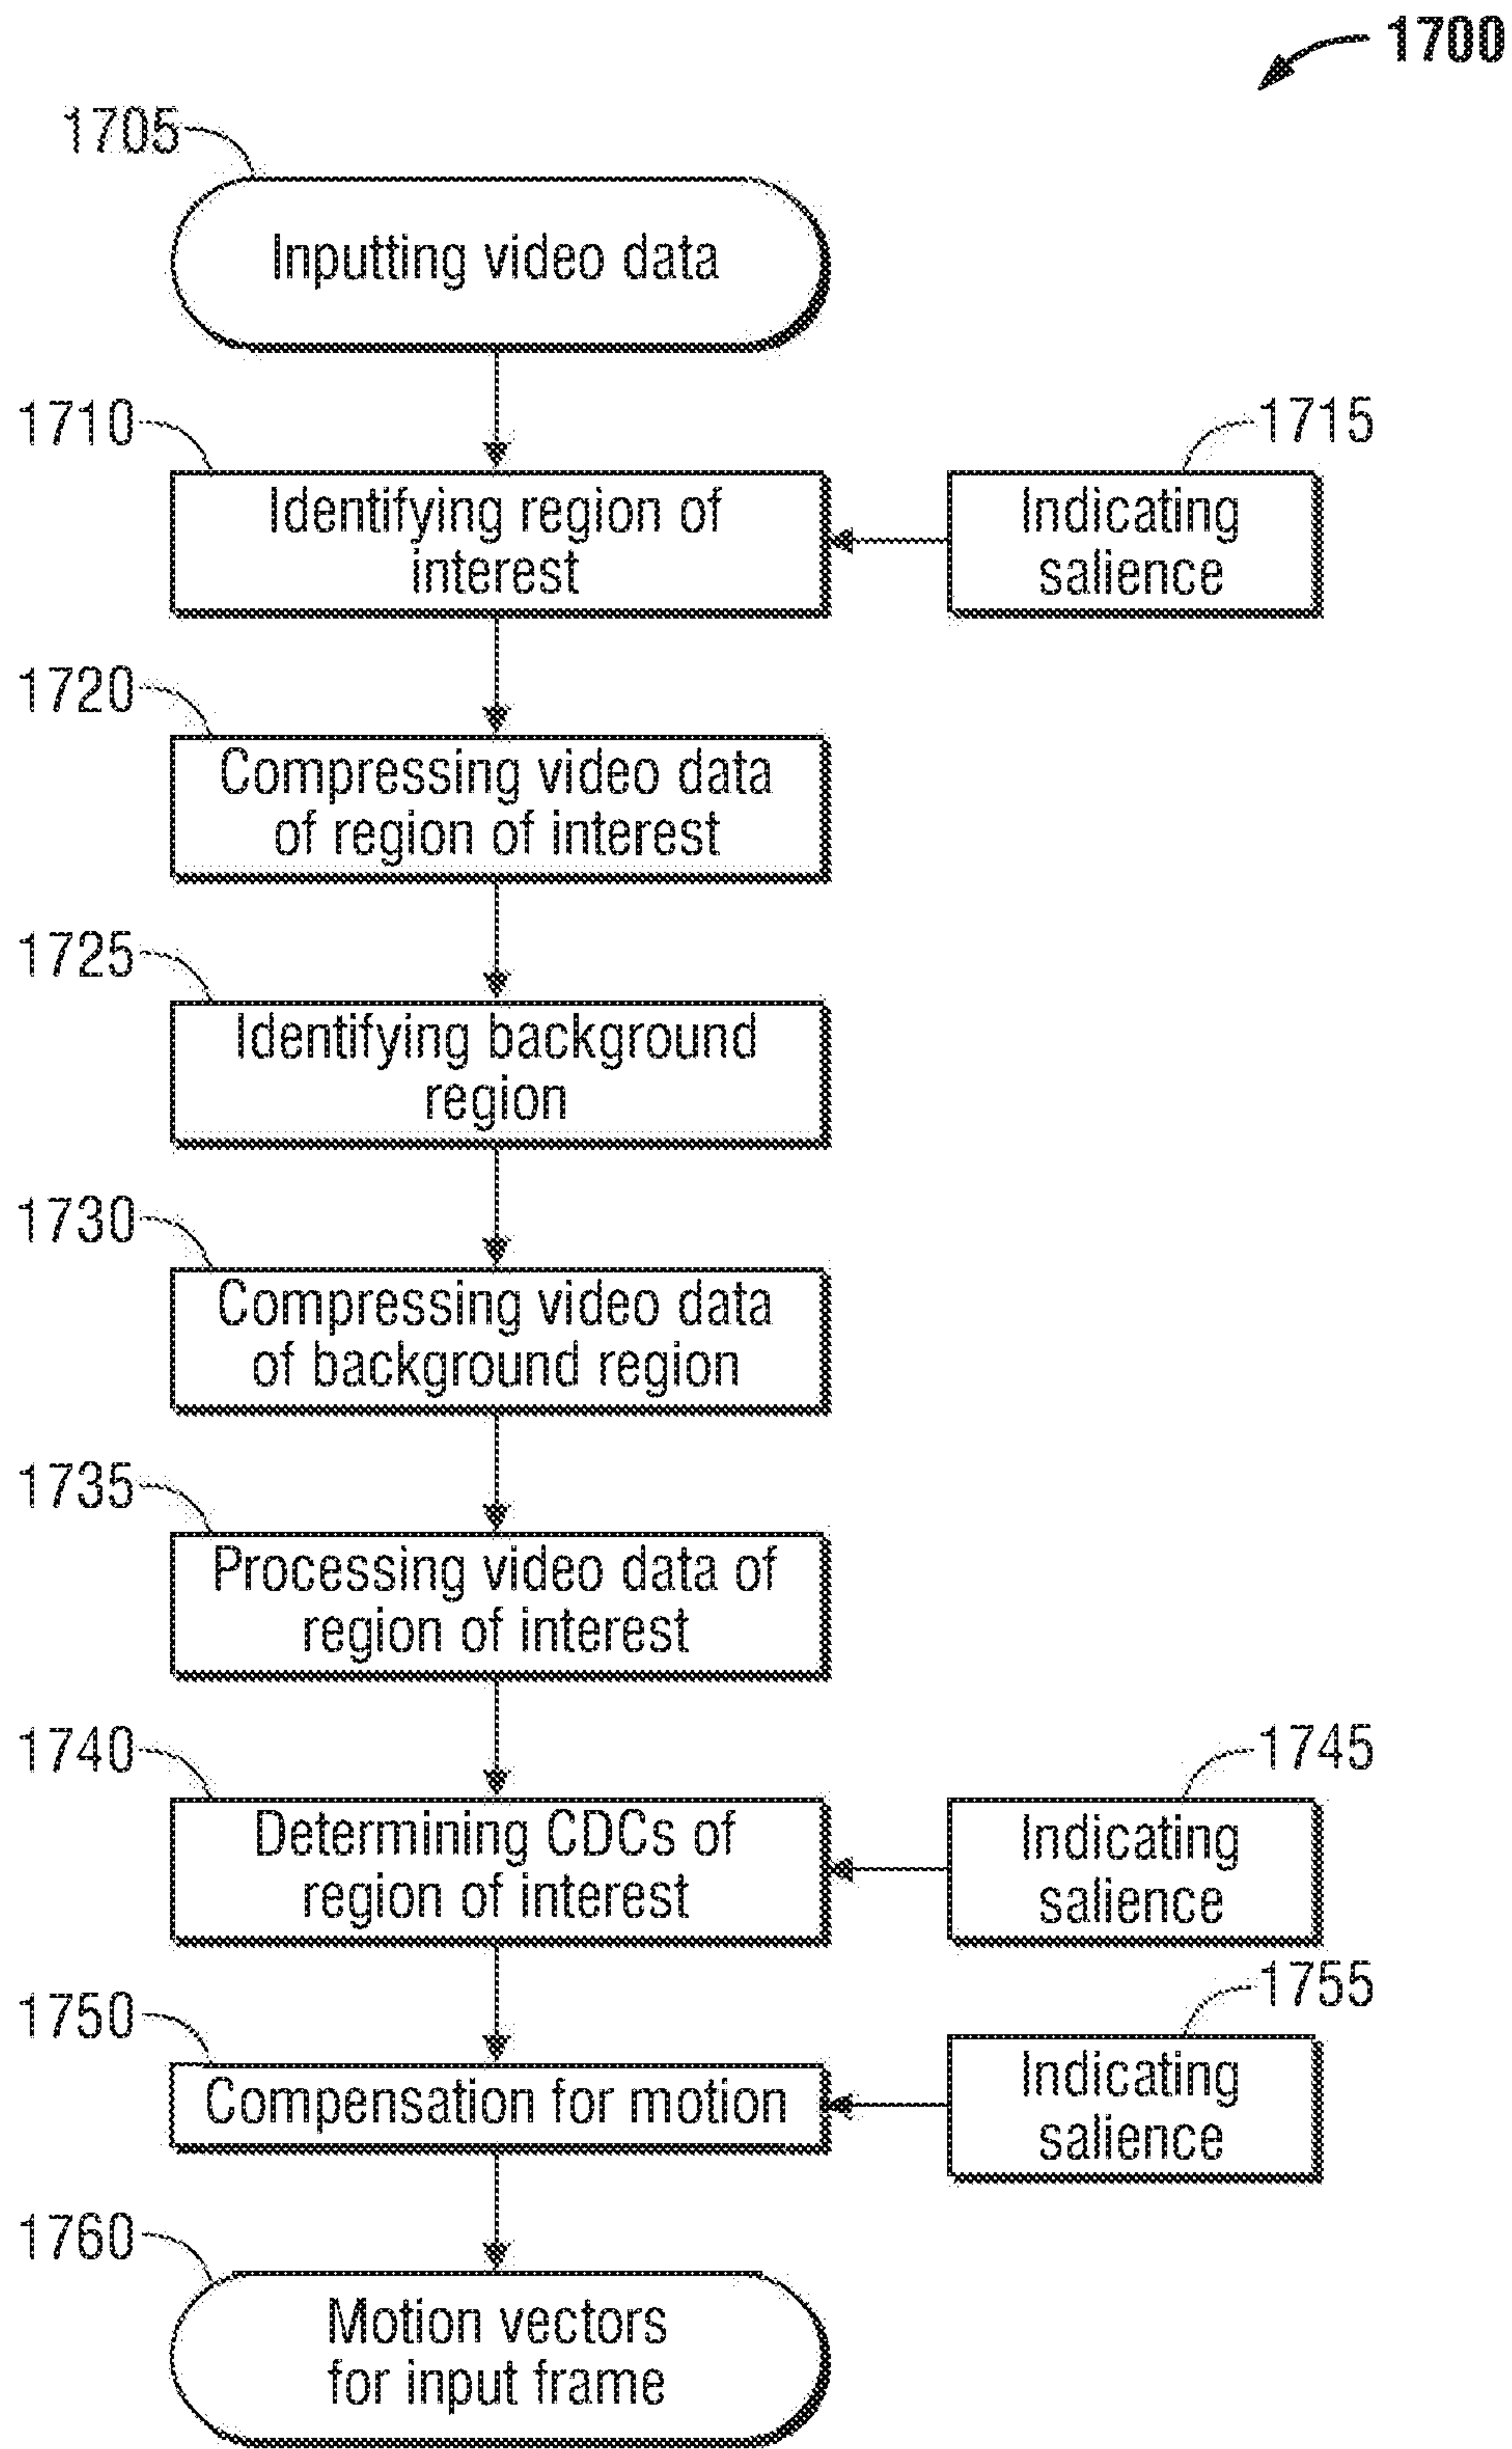 1700
1705
Inputting video data
1710
Identifying region of
interest
1715
Indicating
salience
1720
Compressing video data
of region of interest
1725
Identifying background
region
1730
Compressing video data
of background region
1735
Processing video data of
region of interest
1740
Determining CDCs of
region of interest
1745
Indicating
salience
1750
Compensation for motion
1755
Indicating
salience
1760
Motion vectors
for input frame